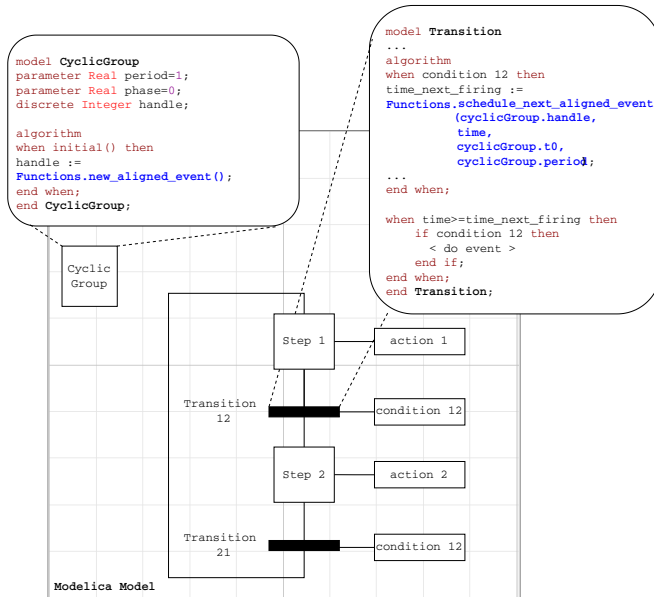 model CyclicGroup
parameter Real period=1;
parameter Real phase=0;
discrete Integer handle;
algorithm
when initial() then
handle :=
Functions.new_aligned_event();
end when;
end CyclicGroup;
model Transition
...
algorithm
when condition 12 then
time_next_firing :=
Functions.schedule_next_aligned_event
(cyclicGroup.handle,
time,
cyclicGroup.t0,
cyclicGroup.period);
...
end when;
when time>=time_next_firing then
if condition 12 then
< do event >
end if;
end when;
end Transition;
Cyclic
Group
Step 1
action 1
Transition
12
condition 12
Step 2
action 2
Transition
21
condition 12
Modelica Model